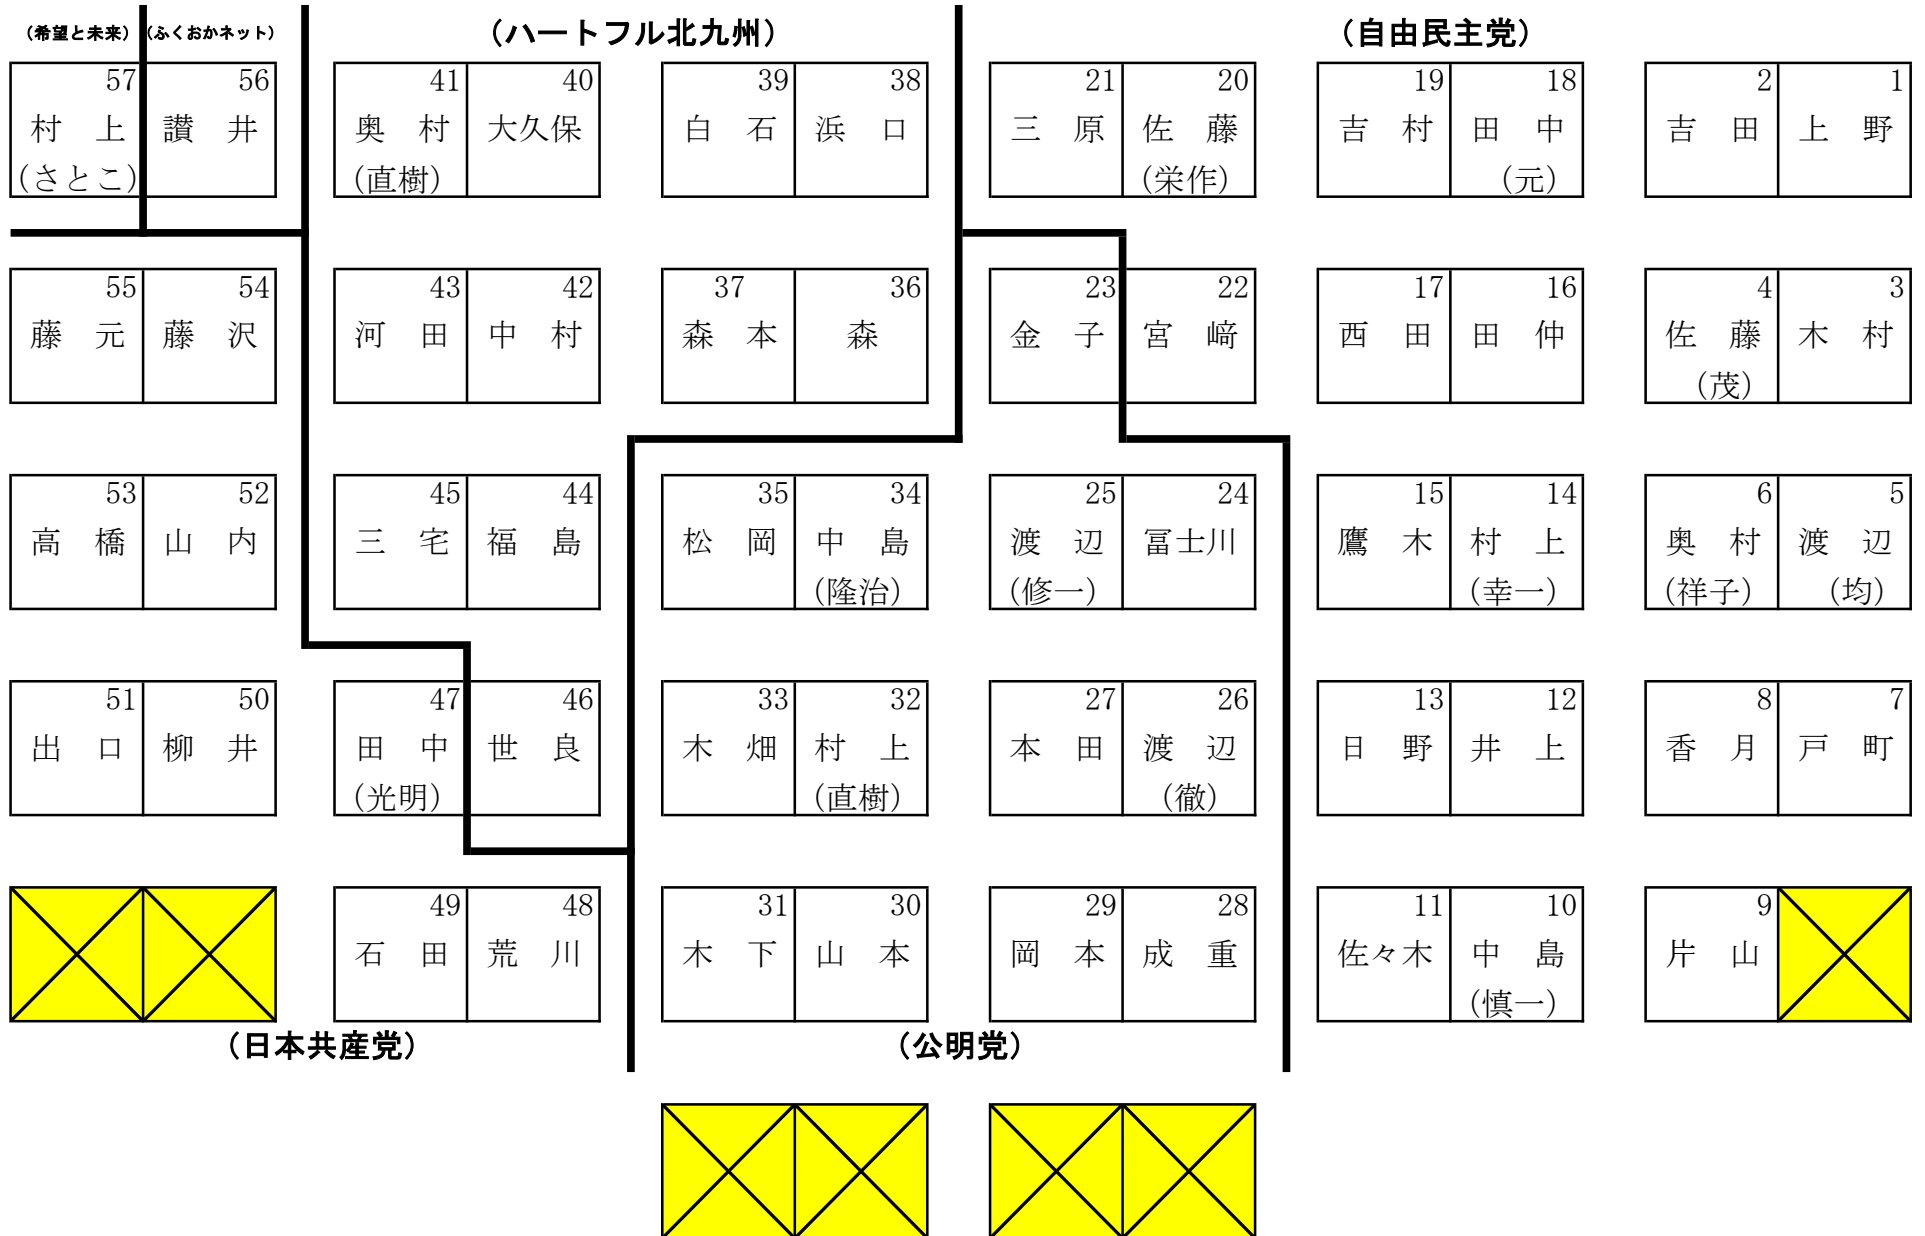 （希望と未来） （ふくおかネット） （ハートフル北九州） （自由民主党）
57 56 41 40 39 38 21 20 19 18 2 1
村上 讃井 奥村 大久保 白石 浜口 三原 佐藤 吉村 田中 吉田 上野
(さとこ) (直樹) (栄作) (元)
55 54 43 42 37 36 23 22 17 16 4 3
藤元 藤沢 河田 中村 森本 森 金子 宮﨑 西田 田仲 佐藤 木村
(茂)
53 52 45 44 35 34 25 24 15 14 6 5
高橋 山内 三宅 福島 松岡 中島 渡辺 冨士川 鷹木 村上 奥村 渡辺
(隆治) (修一) (幸一) (祥子) (均)
51 50 47 46 33 32 27 26 13 12 8 7
出口 柳井 田中 世良 木畑 村上 本田 渡辺 日野 井上 香月 戸町
(光明) (直樹) (徹)
49 48 31 30 29 28 11 10 9
石田 荒川 木下 山本 岡本 成重 佐々木 中島 片山
(慎一)
（日本共産党） （公明党）